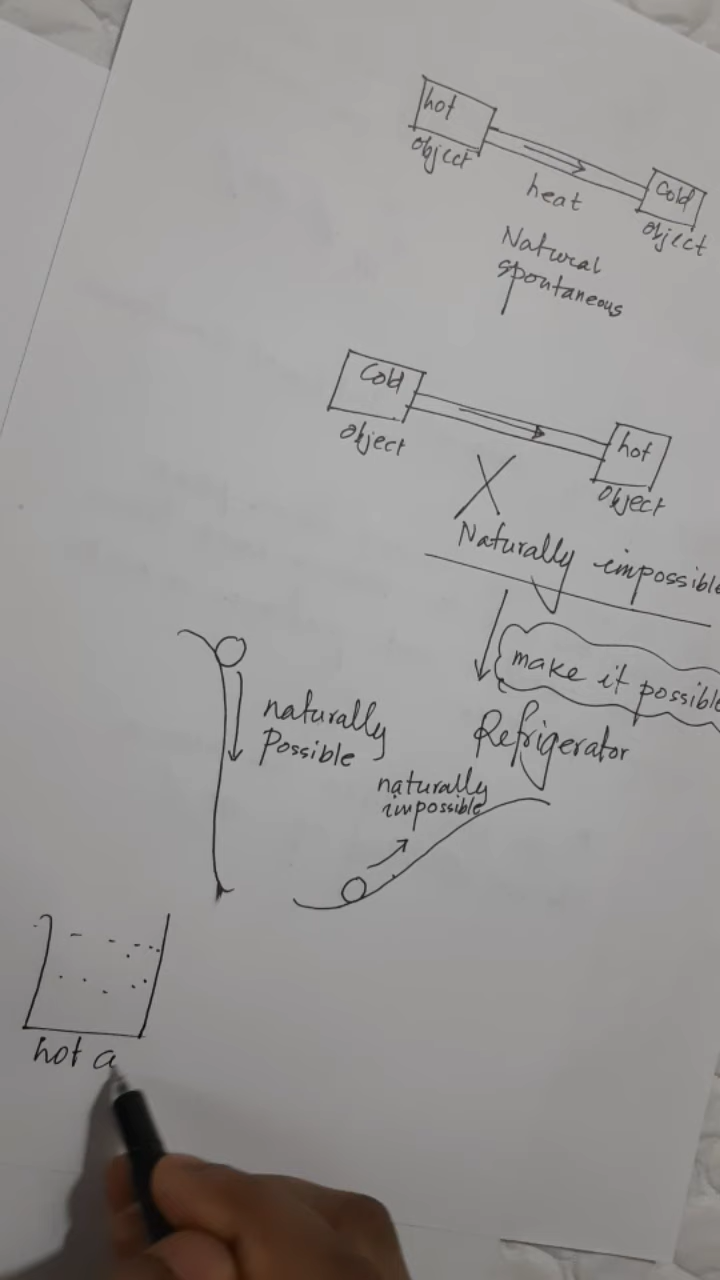 hot
object
heat
Cold
object
Natural
spontaneous
Cold
object
hot
object
Naturally impossible
make it possible
Refrigerator
naturally
Possible
naturally
impossible
hot a